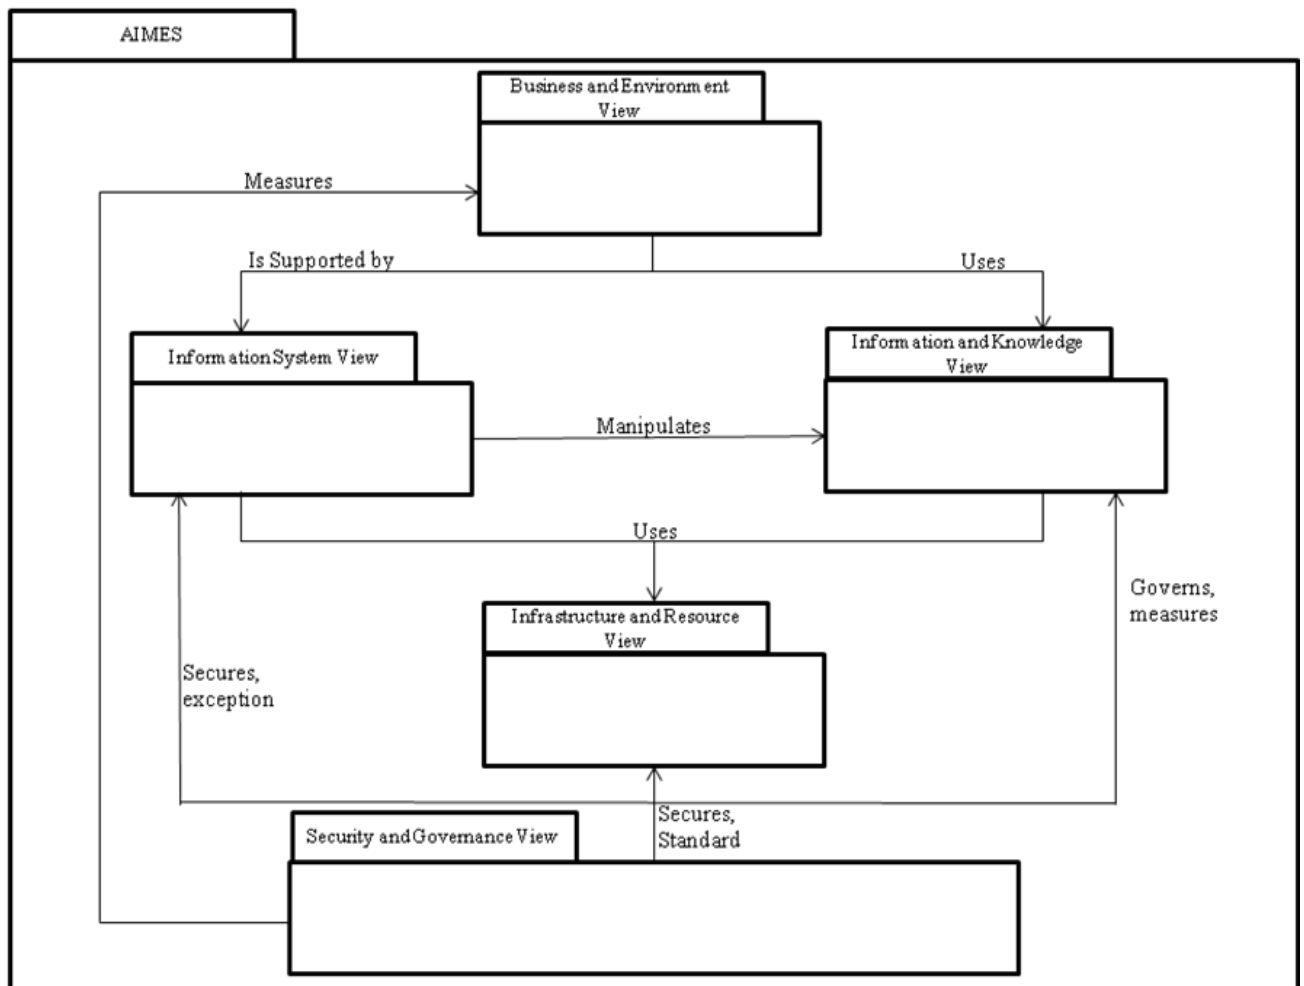 AIMES
Business and Environment
View
Measures
Is Supported by
Uses
Information System View
Information and Knowledge
View
Manipulates
Uses
Infrastructure and Resource
View
Governs,
measures
Secures,
exception
Secures,
Standard
Security and Governance View